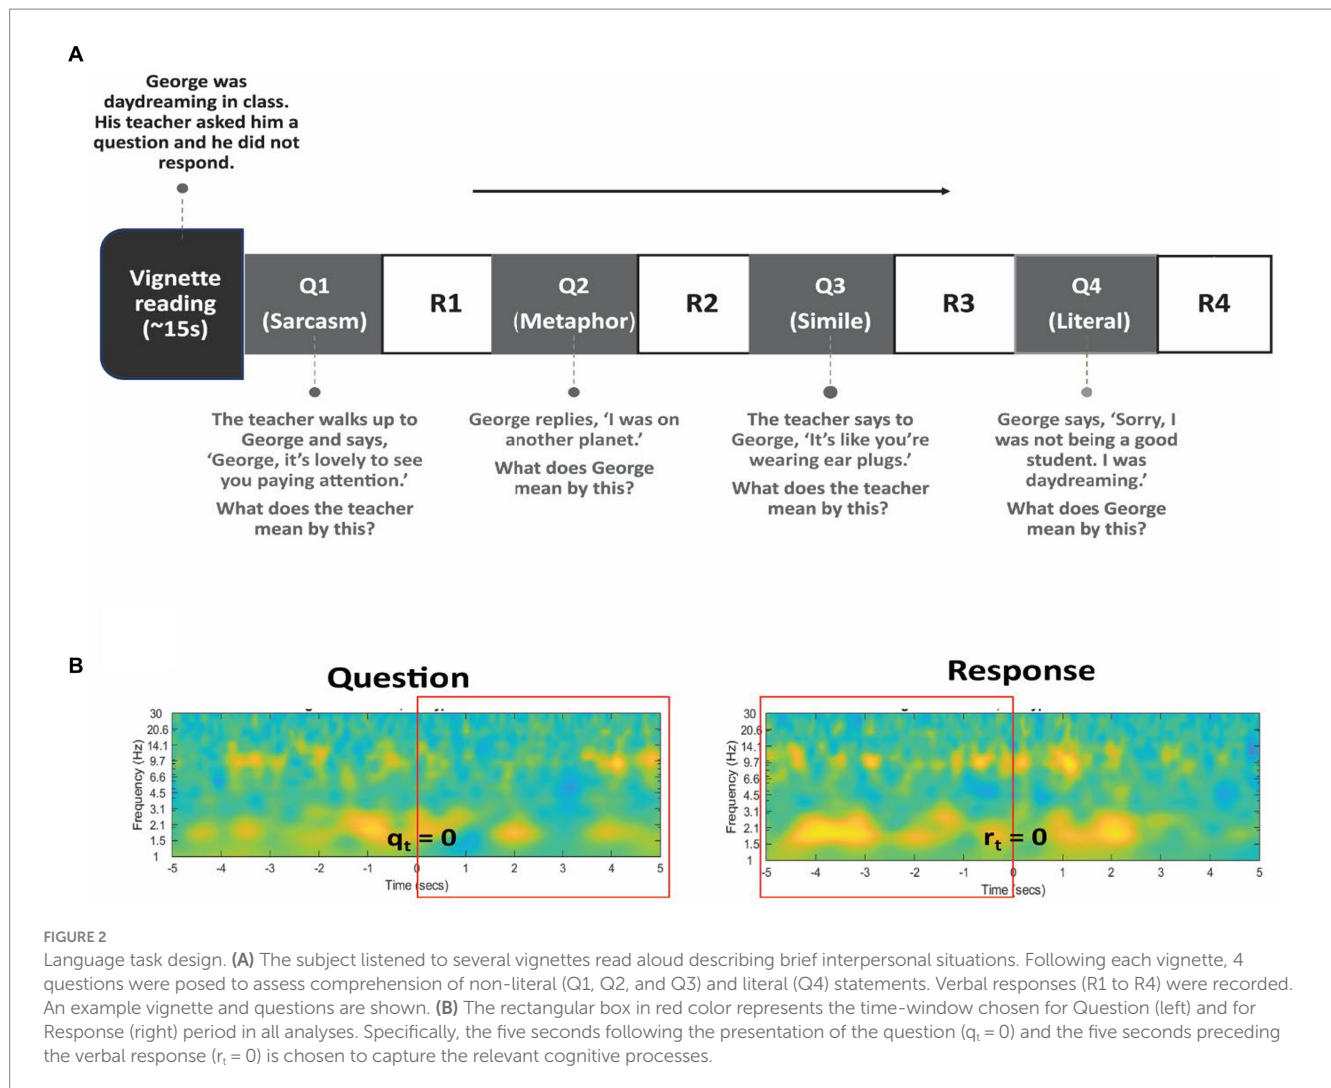 A
George was
daydreaming in class.
His teacher asked him a
question and he did not
respond.
Vignette
reading
(~15s)
Q1
(Sarcasm)
R1
Q2
(Metaphor)
R2
Q3
(Simile)
R3
Q4
(Literal)
R4
The teacher walks up to
George and says,
‘George, it’s lovely to see
you paying attention.’
What does the teacher
mean by this?
George replies, ‘I was on
another planet.’
What does George
mean by this?
The teacher says to
George, ‘It’s like you’re
wearing ear plugs.’
What does the teacher
mean by this?
George says, ‘Sorry, I
was not being a good
student. I was
daydreaming.’
What does George
mean by this?
B
Question
Frequency (Hz)
30
20.6
14.1
9.7
6.6
4.5
3.1
2.1
1.5
1
qt = 0
-5 -4 -3 -2 -1 0 1 2 3 4 5
Time (secs)
Response
Frequency (Hz)
30
20.6
14.1
9.7
6.6
4.5
3.1
2.1
1.5
1
rt = 0
-5 -4 -3 -2 -1 0 1 2 3 4 5
Time (secs)
FIGURE 2
Language task design. (A) The subject listened to several vignettes read aloud describing brief interpersonal situations. Following each vignette, 4
questions were posed to assess comprehension of non-literal (Q1, Q2, and Q3) and literal (Q4) statements. Verbal responses (R1 to R4) were recorded.
An example vignette and questions are shown. (B) The rectangular box in red color represents the time-window chosen for Question (left) and for
Response (right) period in all analyses. Specifically, the five seconds following the presentation of the question (qt = 0) and the five seconds preceding
the verbal response (rt = 0) is chosen to capture the relevant cognitive processes.